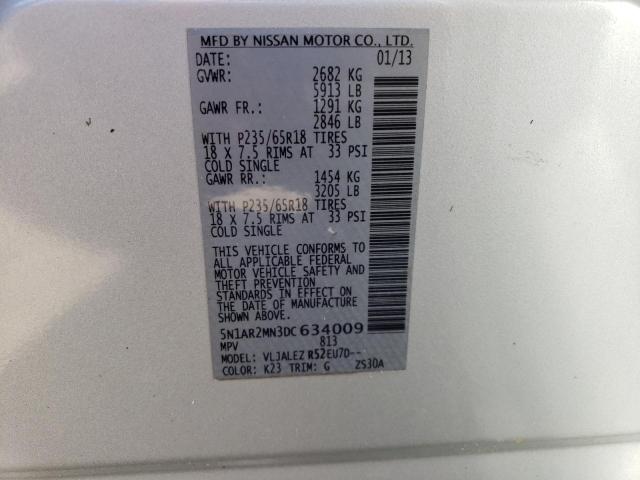 MFD BY NISSAN MOTOR CO., LTD.
DATE: 01/13
GVWR: 2682 KG
5913 LB
GAWR FR.: 1291 KG
2846 LB
WITH P235/65R18 TIRES
18 X 7.5 RIMS AT 33 PSI
COLD SINGLE
GAWR RR.: 1454 KG
3205 LB
WITH P235/65R18 TIRES
18 X 7.5 RIMS AT 33 PSI
COLD SINGLE
THIS VEHICLE CONFORMS TO
ALL APPLICABLE FEDERAL
MOTOR VEHICLE SAFETY AND
THEFT PREVENTION
STANDARDS IN EFFECT ON
THE DATE OF MANUFACTURE
SHOWN ABOVE.
5N1AR2MN3DC634009
MPV 813
MODEL: VLJALEZ R52EU7D--
COLOR: K23 TRIM: G ZS30A